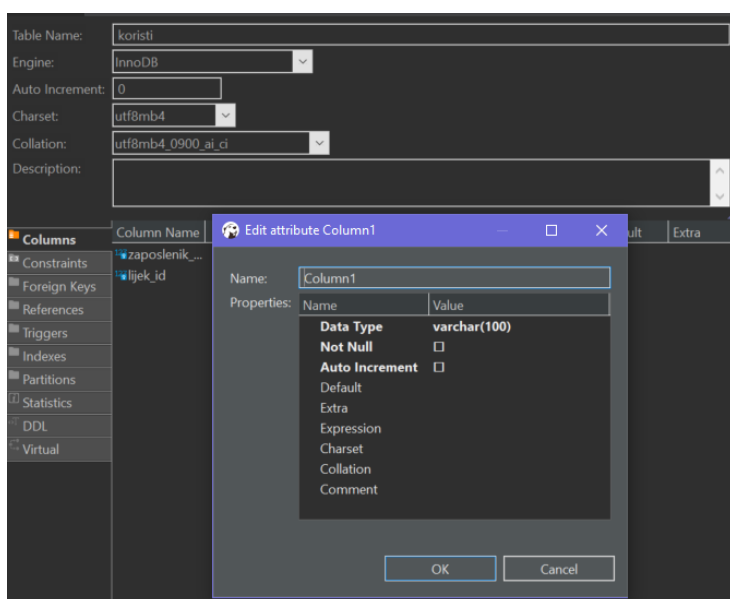 Table Name: koristi
Engine: InnoDB
Auto Increment: 0
Charset: utf8mb4
Collation: utf8mb4_0900_ai_ci
Description:
Columns
Constraints
Foreign Keys
References
Triggers
Indexes
Partitions
Statistics
DDL
Virtual
Column Name ult Extra
zaposlenik_...
lijek_id
Edit attribute Column1
Name: Column1
Properties: Name Value
Data Type varchar(100)
Not Null
Auto Increment
Default
Extra
Expression
Charset
Collation
Comment
OK Cancel